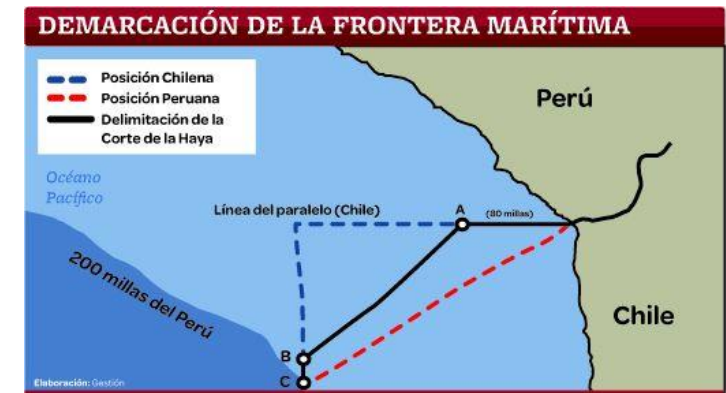 DEMARCACIÓN DE LA FRONTERA MARÍTIMA
Posición Chilena
Posición Peruana
Delimitación de la
Corte de la Haya
Perú
Océano
Pacífico
Línea del paralelo (Chile)
A
(80 millas)
200 millas del Perú
Chile
B
C
Elaboración: Gestión